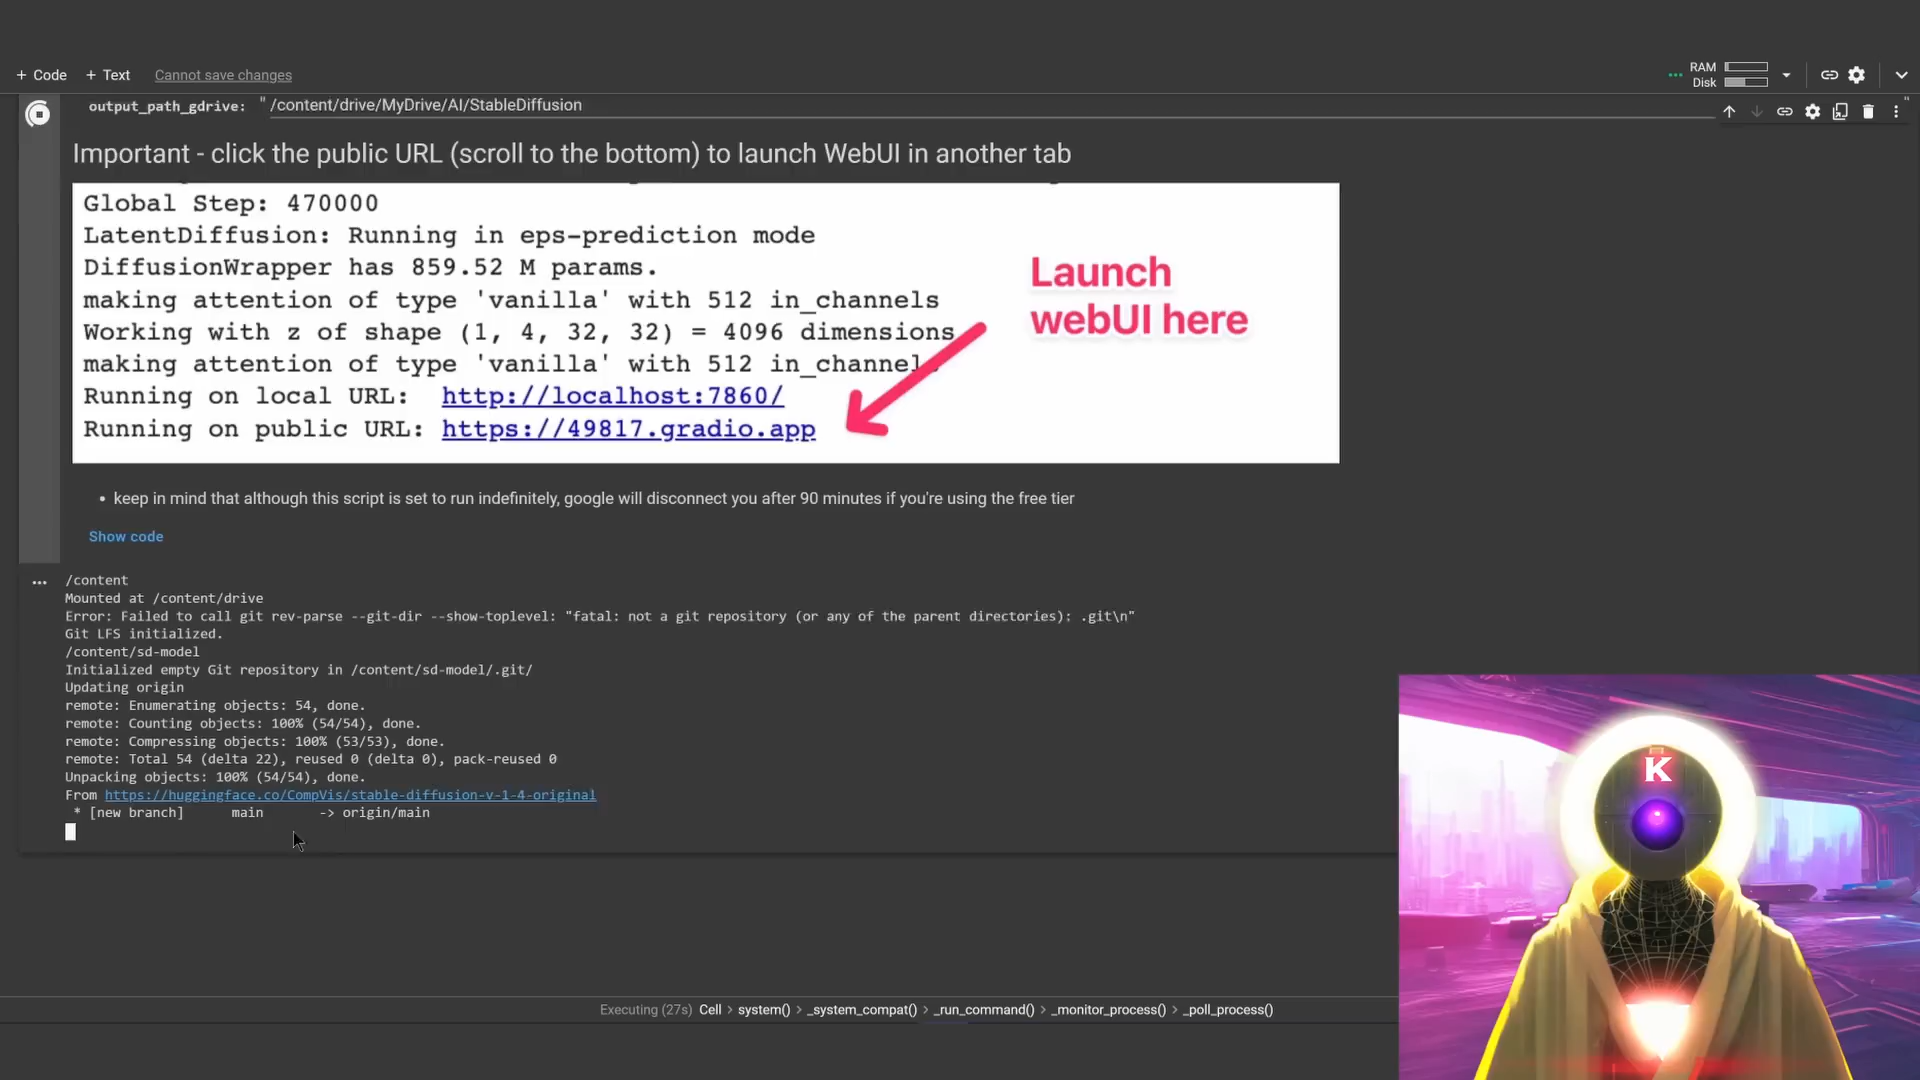 + Code + Text Cannot save changes
RAM
Disk
output_path_gdrive: " /content/drive/MyDrive/AI/StableDiffusion "
Important - click the public URL (scroll to the bottom) to launch WebUI in another tab
Global Step: 470000
LatentDiffusion: Running in eps-prediction mode
DiffusionWrapper has 859.52 M params.
making attention of type 'vanilla' with 512 in_channels
Working with z of shape (1, 4, 32, 32) = 4096 dimensions
making attention of type 'vanilla' with 512 in_channels
Running on local URL: http://localhost:7860/
Running on public URL: https://49817.gradio.app
Launch
webUI here
• keep in mind that although this script is set to run indefinitely, google will disconnect you after 90 minutes if you're using the free tier
Show code
/content
Mounted at /content/drive
Error: Failed to call git rev-parse --git-dir --show-toplevel: "fatal: not a git repository (or any of the parent directories): .git\n"
Git LFS initialized.
/content/sd-model
Initialized empty Git repository in /content/sd-model/.git/
Updating origin
remote: Enumerating objects: 54, done.
remote: Counting objects: 100% (54/54), done.
remote: Compressing objects: 100% (53/53), done.
remote: Total 54 (delta 22), reused 0 (delta 0), pack-reused 0
Unpacking objects: 100% (54/54), done.
From https://huggingface.co/CompVis/stable-diffusion-v-1-4-original
* [new branch] main -> origin/main
K
Executing (27s) Cell > system() > _system_compat() > _run_command() > _monitor_process() > _poll_process()